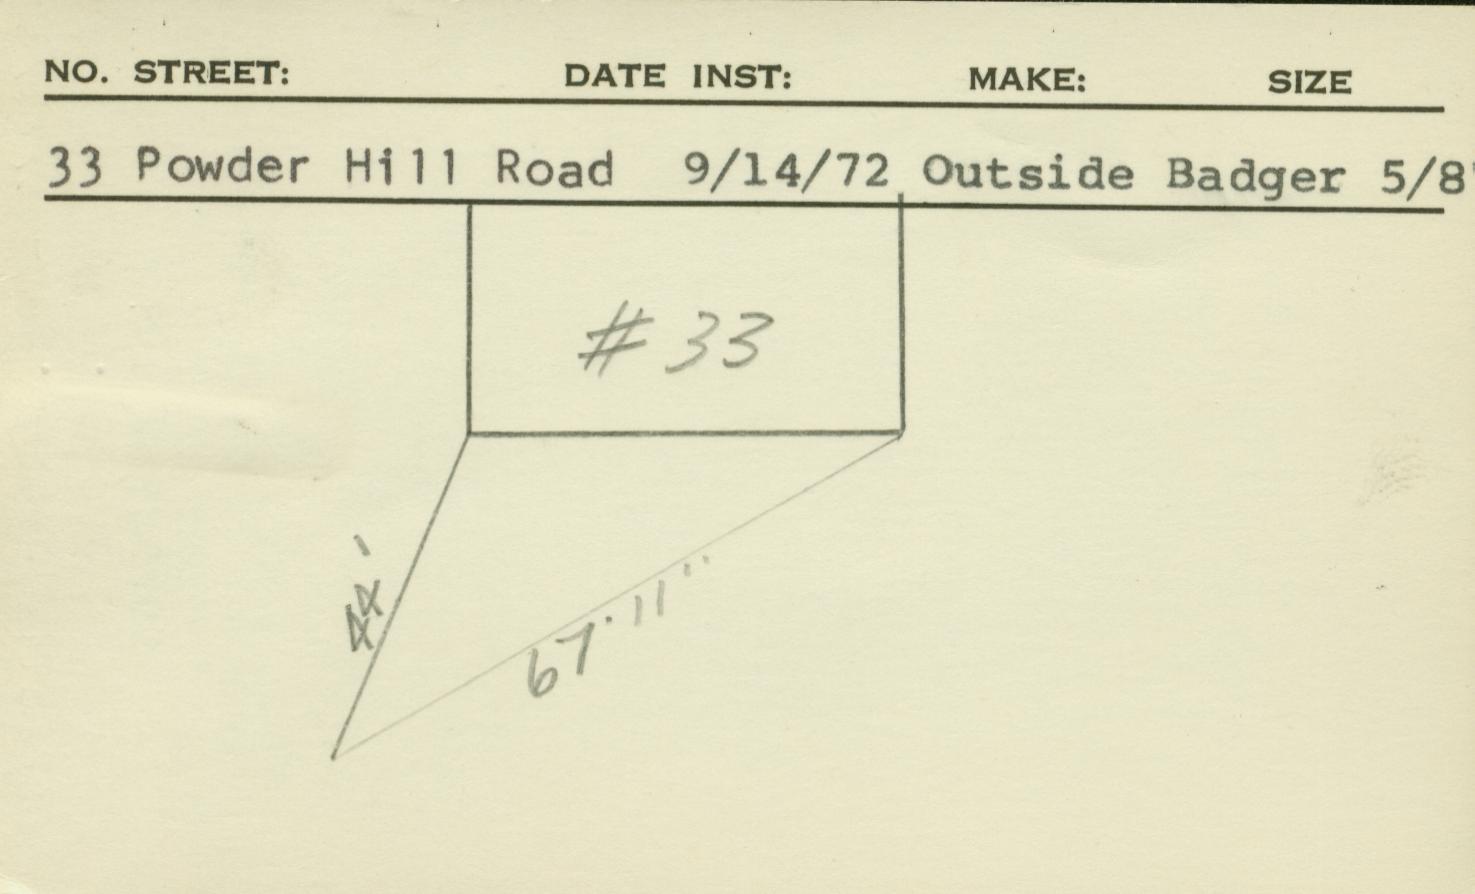 NO. STREET: DATE INST: MAKE: SIZE
33 Powder Hill Road 9/14/72 Outside Badger 5/8"
# 33
44'
67'11"